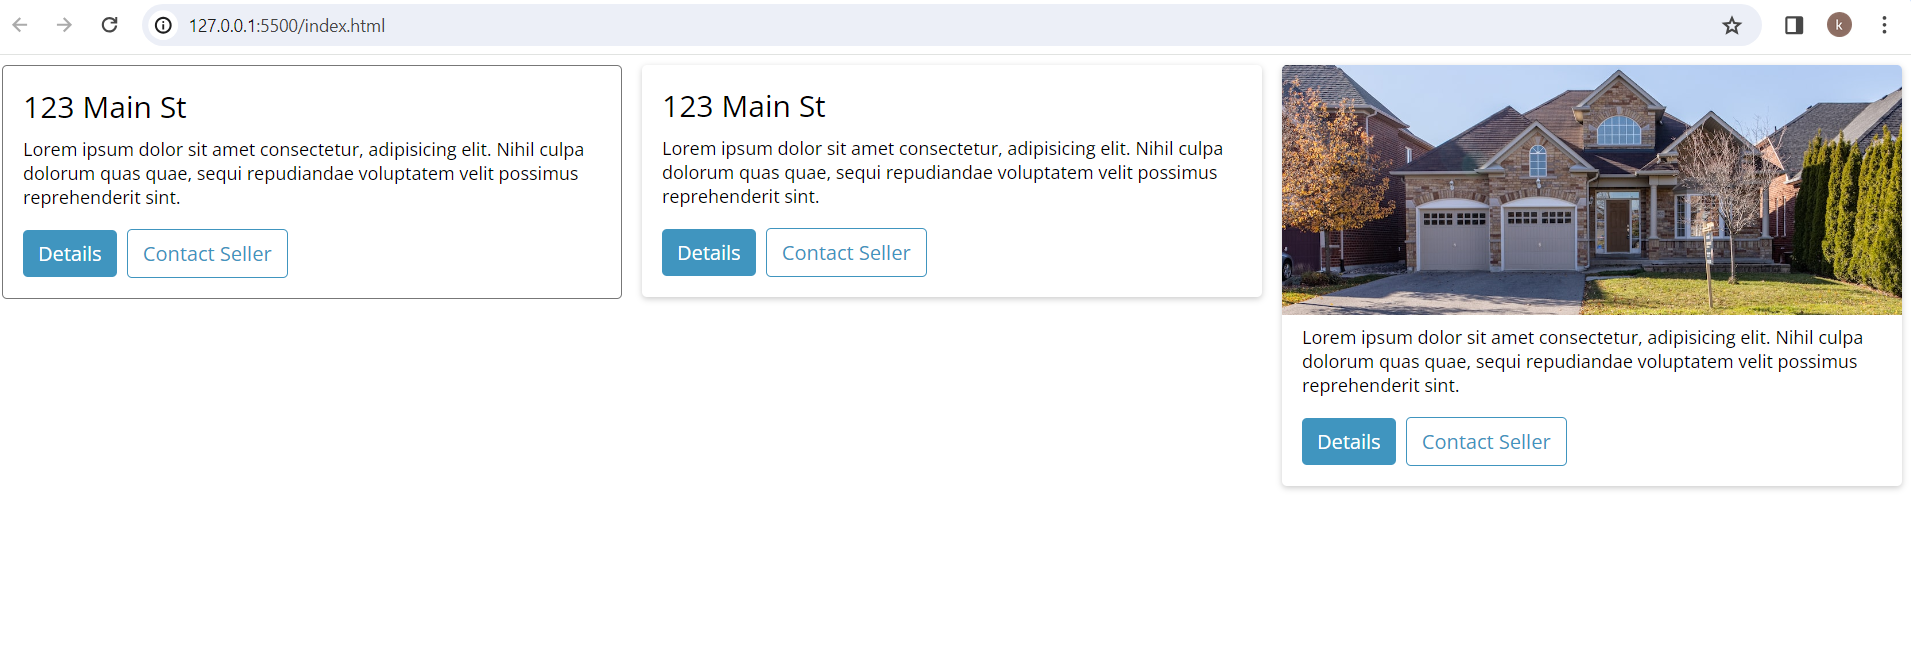 127.0.0.1:5500/index.html
k
123 Main St
Lorem ipsum dolor sit amet consectetur, adipisicing elit. Nihil culpa
dolorum quas quae, sequi repudiandae voluptatem velit possimus
reprehenderit sint.
Details
Contact Seller
123 Main St
Lorem ipsum dolor sit amet consectetur, adipisicing elit. Nihil culpa
dolorum quas quae, sequi repudiandae voluptatem velit possimus
reprehenderit sint.
Details
Contact Seller
Lorem ipsum dolor sit amet consectetur, adipisicing elit. Nihil culpa
dolorum quas quae, sequi repudiandae voluptatem velit possimus
reprehenderit sint.
Details
Contact Seller